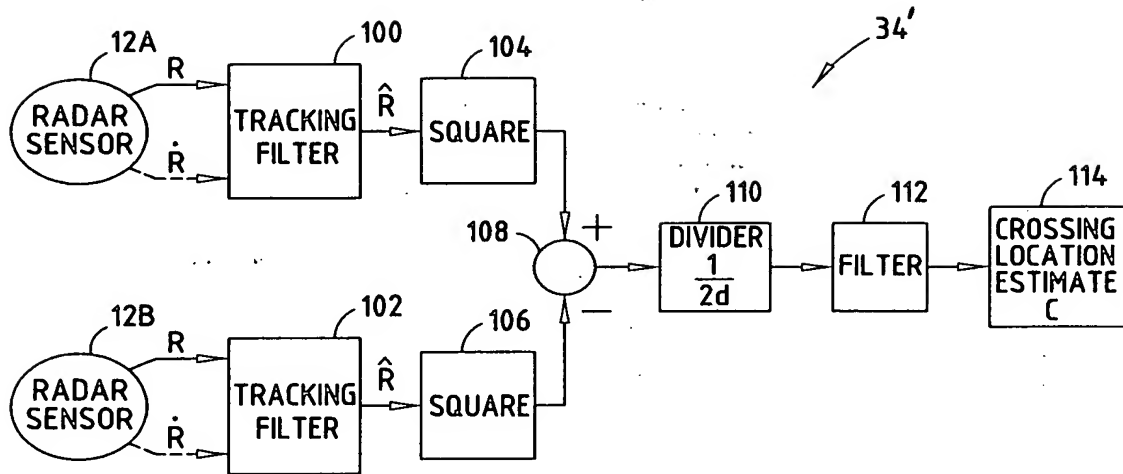 34'
12A
RADAR
SENSOR
R
Ṙ
100
TRACKING
FILTER
R̂
104
SQUARE
108
+
−
110
DIVIDER
1
2d
112
FILTER
114
CROSSING
LOCATION
ESTIMATE
C
12B
RADAR
SENSOR
R
Ṙ
102
TRACKING
FILTER
R̂
106
SQUARE